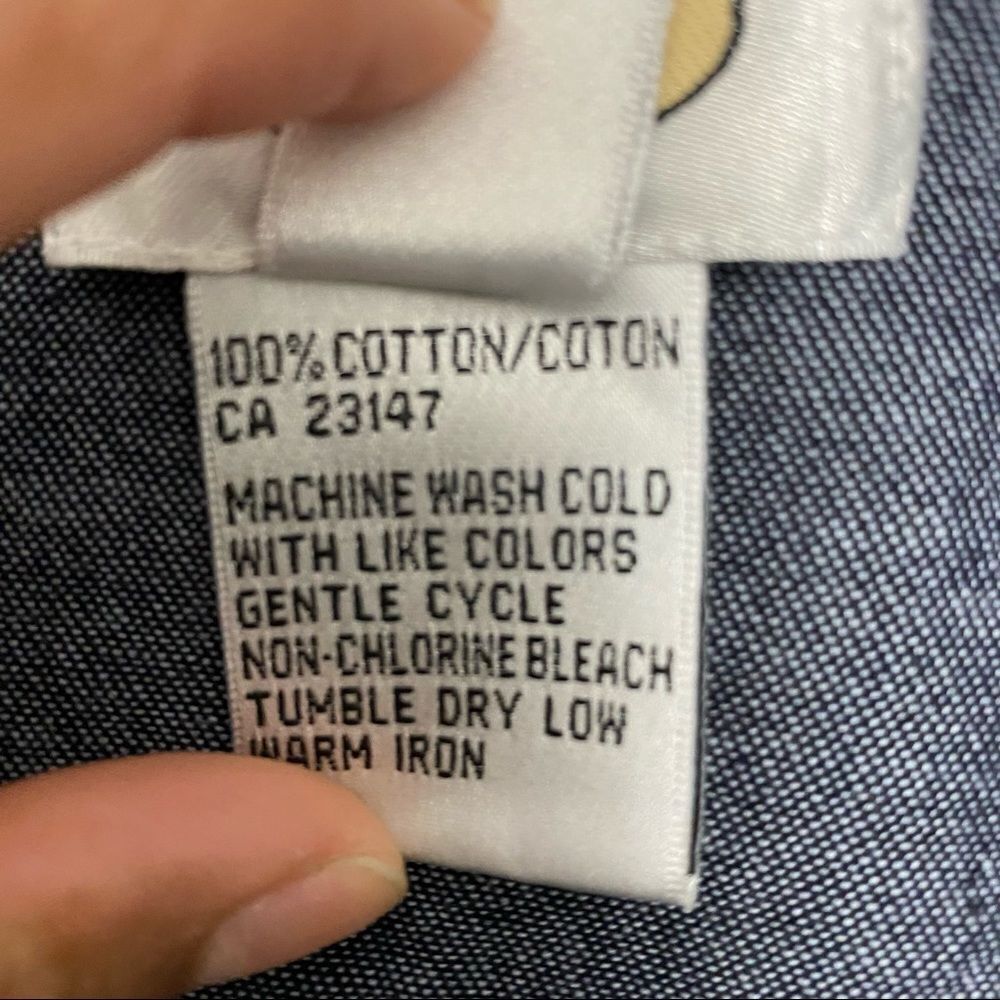 100% COTTON/COTON
CA 23147
MACHINE WASH COLD
WITH LIKE COLORS
GENTLE CYCLE
NON-CHLORINE BLEACH
TUMBLE DRY LOW
WARM IRON